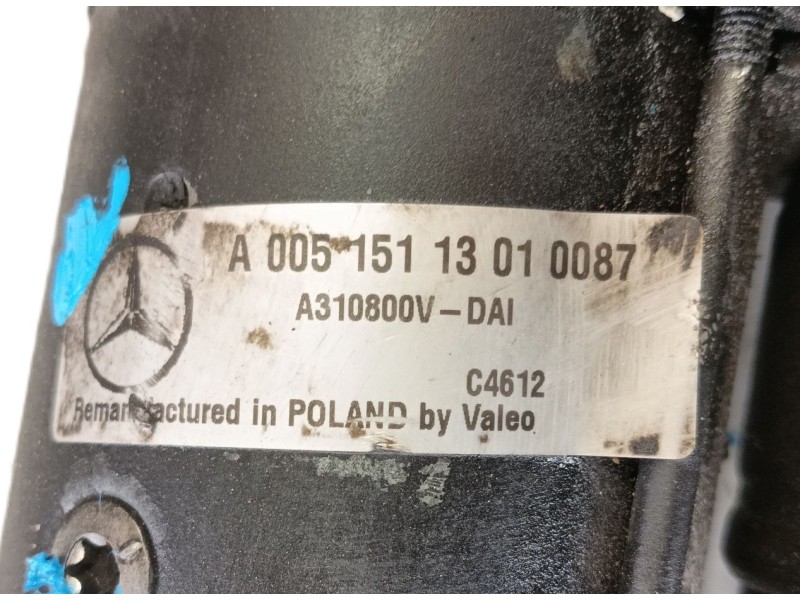 A 005 151 13 01 0087
A310800V-DAI
C4612
Remanufactured in POLAND by Valeo